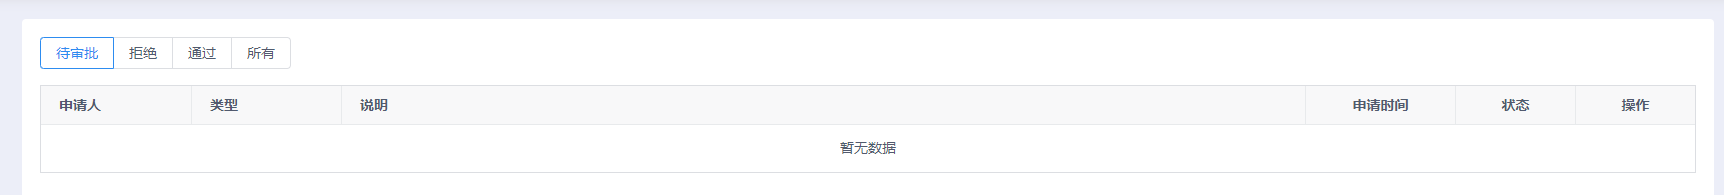 待审批 拒绝 通过 所有
申请人 类型 说明 申请时间 状态 操作
暂无数据